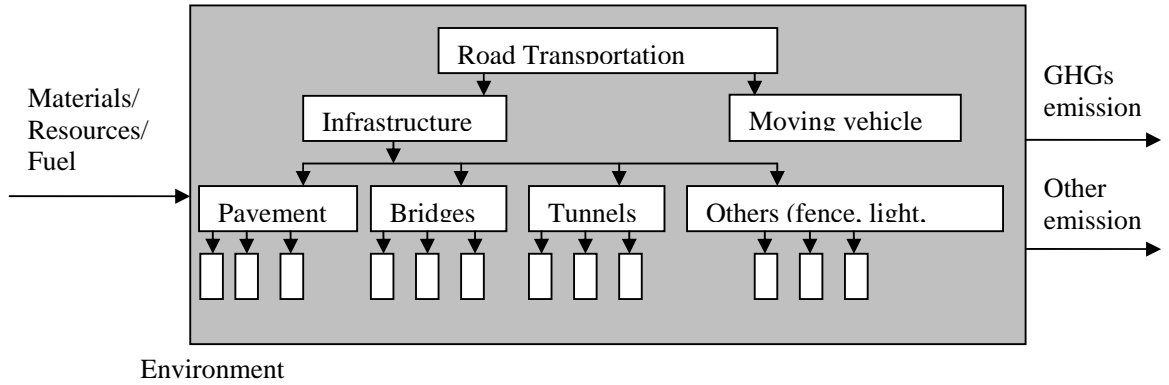 Road Transportation
Materials/
Resources/
Fuel
Infrastructure
Moving vehicle
GHGs
emission
Pavement
Bridges
Tunnels
Others (fence, light,
Other
emission
Environment